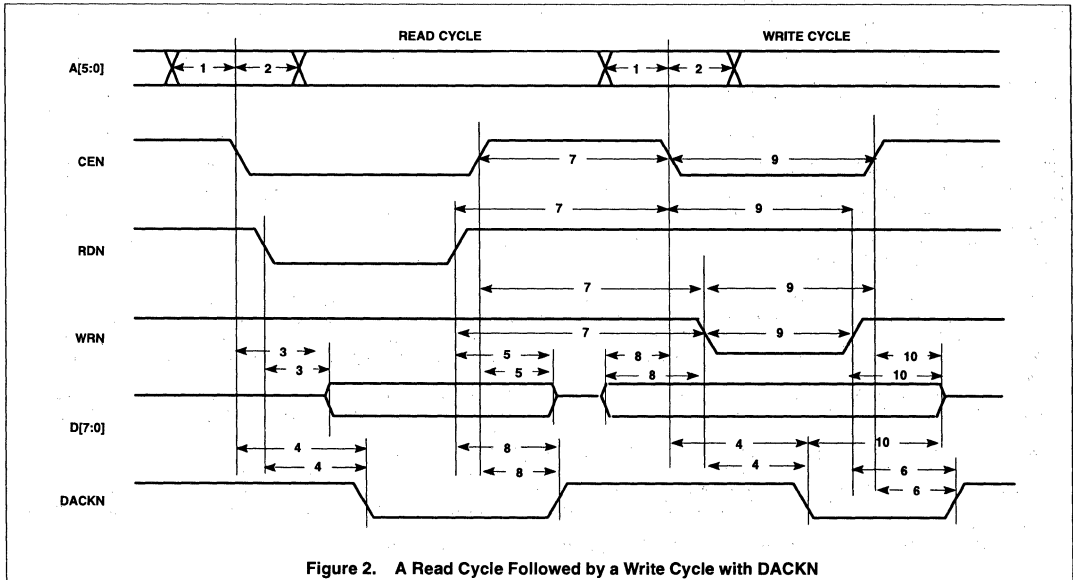 READ CYCLE WRITE CYCLE
A[5:0] 1 2 1 2
CEN 7 9
7 9
RDN
7 9
WRN 7 9
3 5 8 10
3 5 8 10
D[7:0]
4 8 4 10
4 8 4 6
6
DACKN
Figure 2. A Read Cycle Followed by a Write Cycle with DACKN